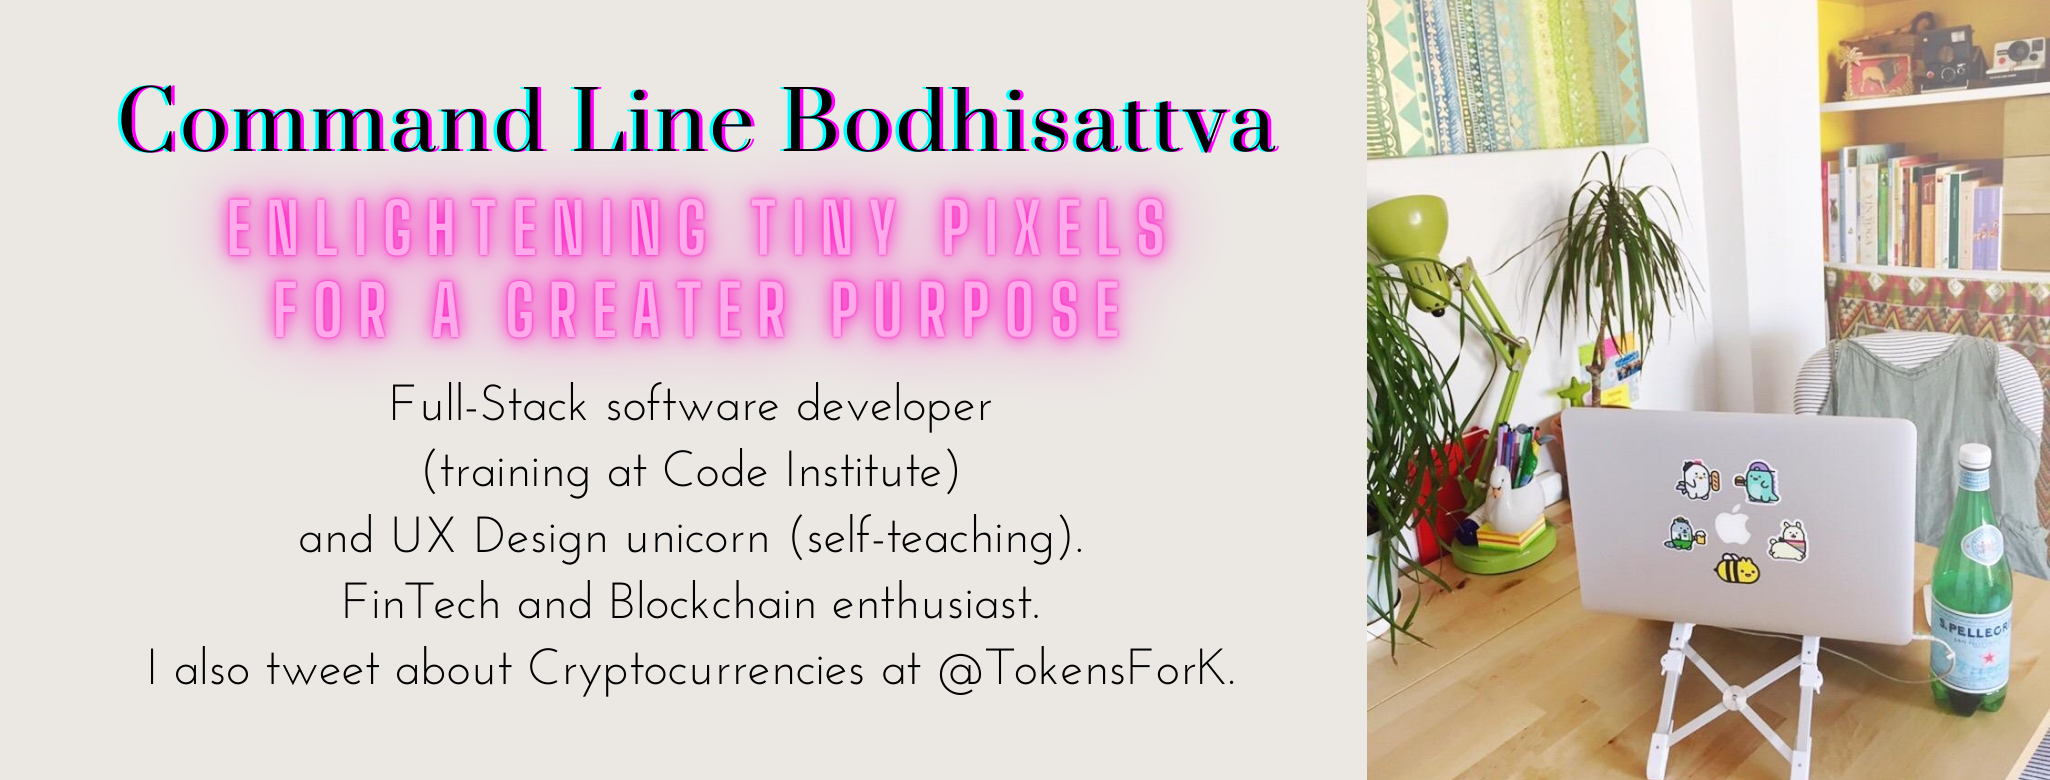 Command Line Bodhisattva
ENLIGHTENING TINY PIXELS
FOR A GREATER PURPOSE
Full-Stack software developer
(training at Code Institute)
and UX Design unicorn (self-teaching).
FinTech and Blockchain enthusiast.
I also tweet about Cryptocurrencies at @TokensForK.
S.PELLEGRI